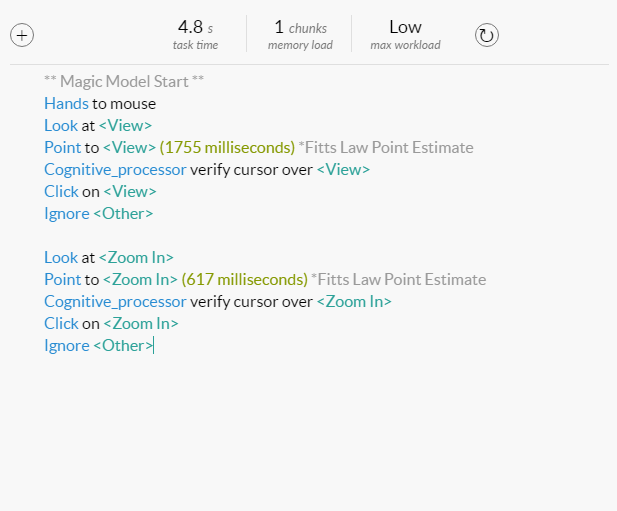 4.8 s 1 chunks Low
task time memory load max workload
** Magic Model Start **
Hands to mouse
Look at <View>
Point to <View> (1755 milliseconds) *Fitts Law Point Estimate
Cognitive_processor verify cursor over <View>
Click on <View>
Ignore <Other>
Look at <Zoom In>
Point to <Zoom In> (617 milliseconds) *Fitts Law Point Estimate
Cognitive_processor verify cursor over <Zoom In>
Click on <Zoom In>
Ignore <Other>